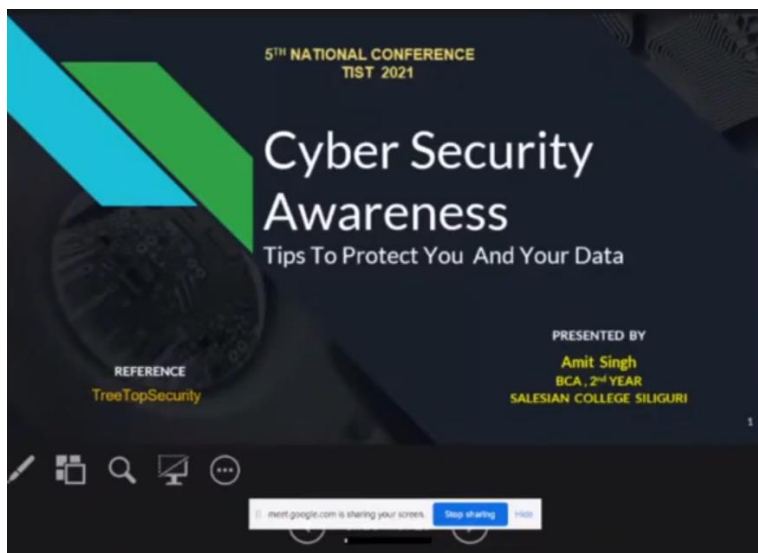 5TH NATIONAL CONFERENCE
TIST 2021
Cyber Security
Awareness
Tips To Protect You And Your Data
PRESENTED BY
Amit Singh
BCA , 2nd YEAR
SALESIAN COLLEGE SILIGURI
REFERENCE
TreeTopSecurity
1
meet.google.com is sharing your screen.
Stop sharing
Hide